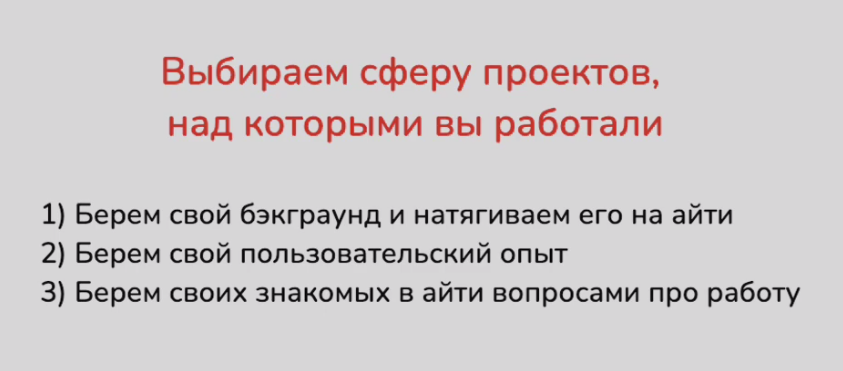 Выбираем сферу проектов,
над которыми вы работали
1) Берем свой бэкграунд и натягиваем его на айти
2) Берем свой пользовательский опыт
3) Берем своих знакомых в айти вопросами про работу